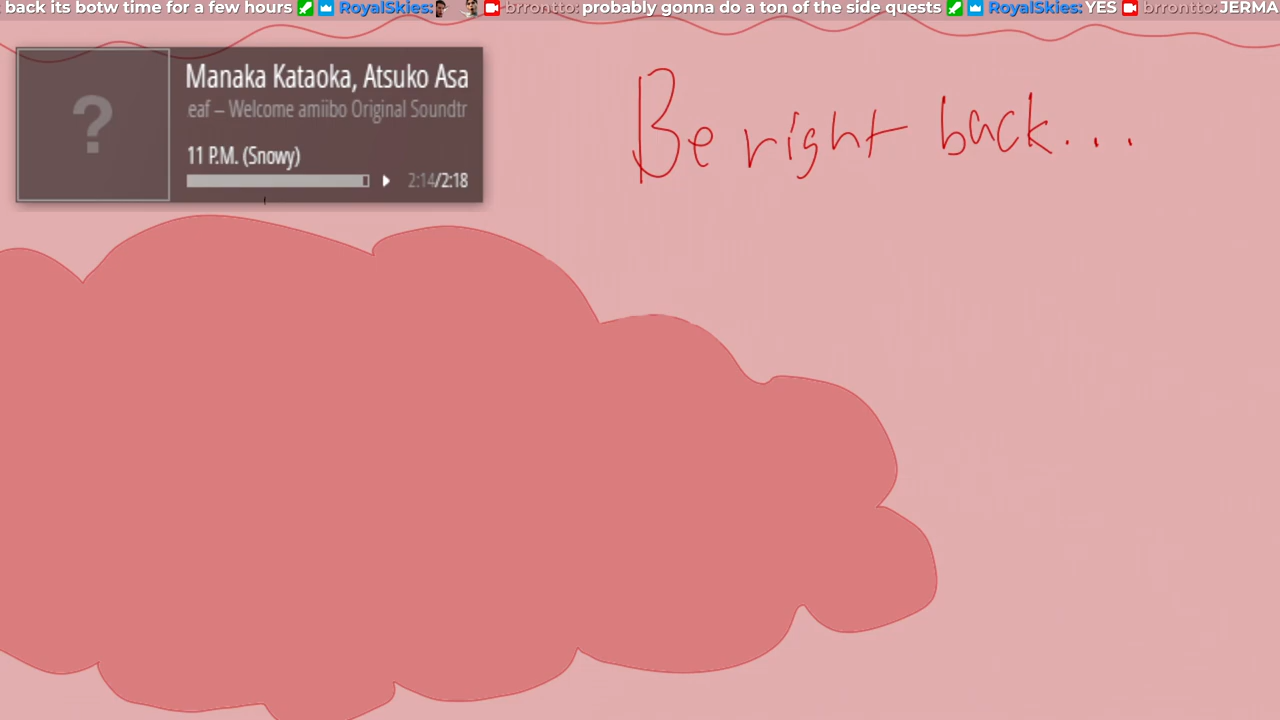 back its botw time for a few hours RoyalSkies: brrontto: probably gonna do a ton of the side quests RoyalSkies: YES brrontto: JERMA
Manaka Kataoka, Atsuko Asa
eaf – Welcome amiibo Original Soundtr
11 P.M. (Snowy)
2:14/2:18
Be right back...
?